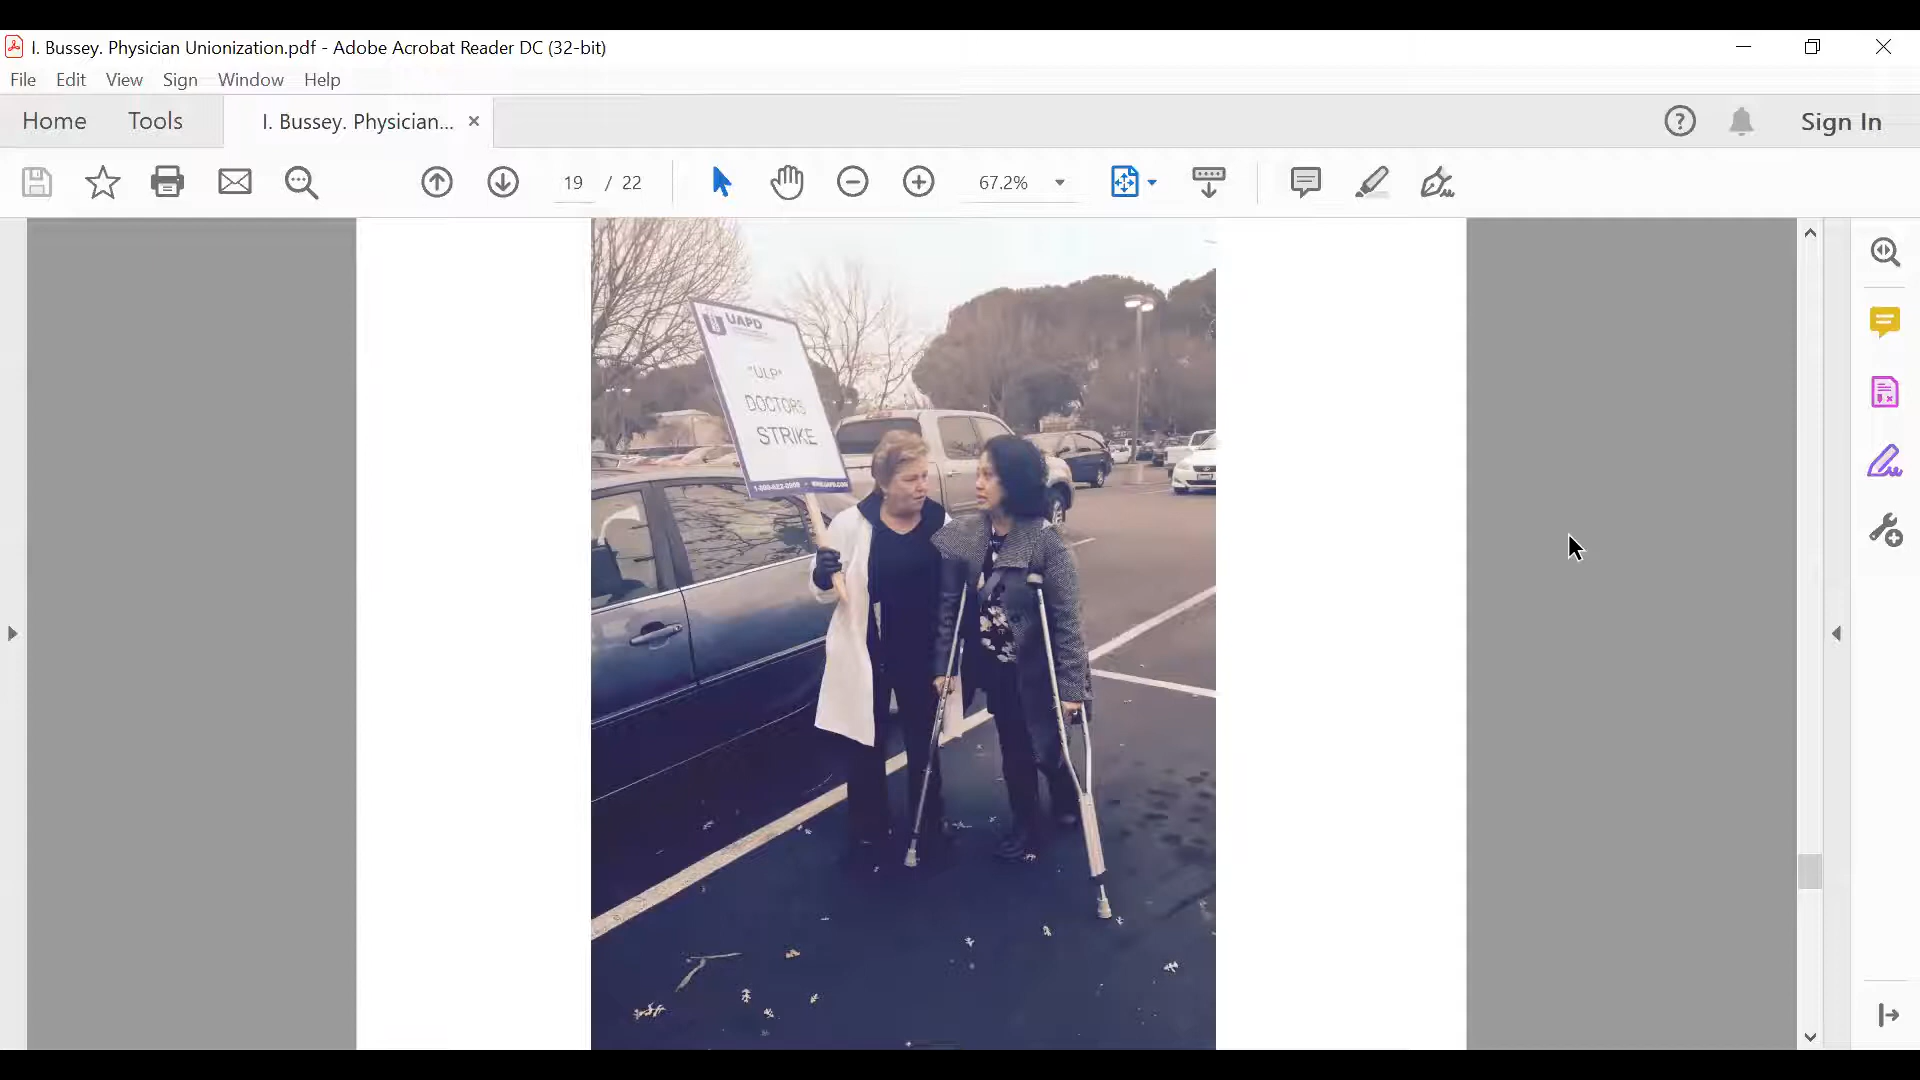 I. Bussey. Physician Unionization.pdf - Adobe Acrobat Reader DC (32-bit)
File Edit View Sign Window Help
Home Tools I. Bussey. Physician... × Sign In
19 / 22 67.2%
UAPD
"ULP"
DOCTORS
STRIKE